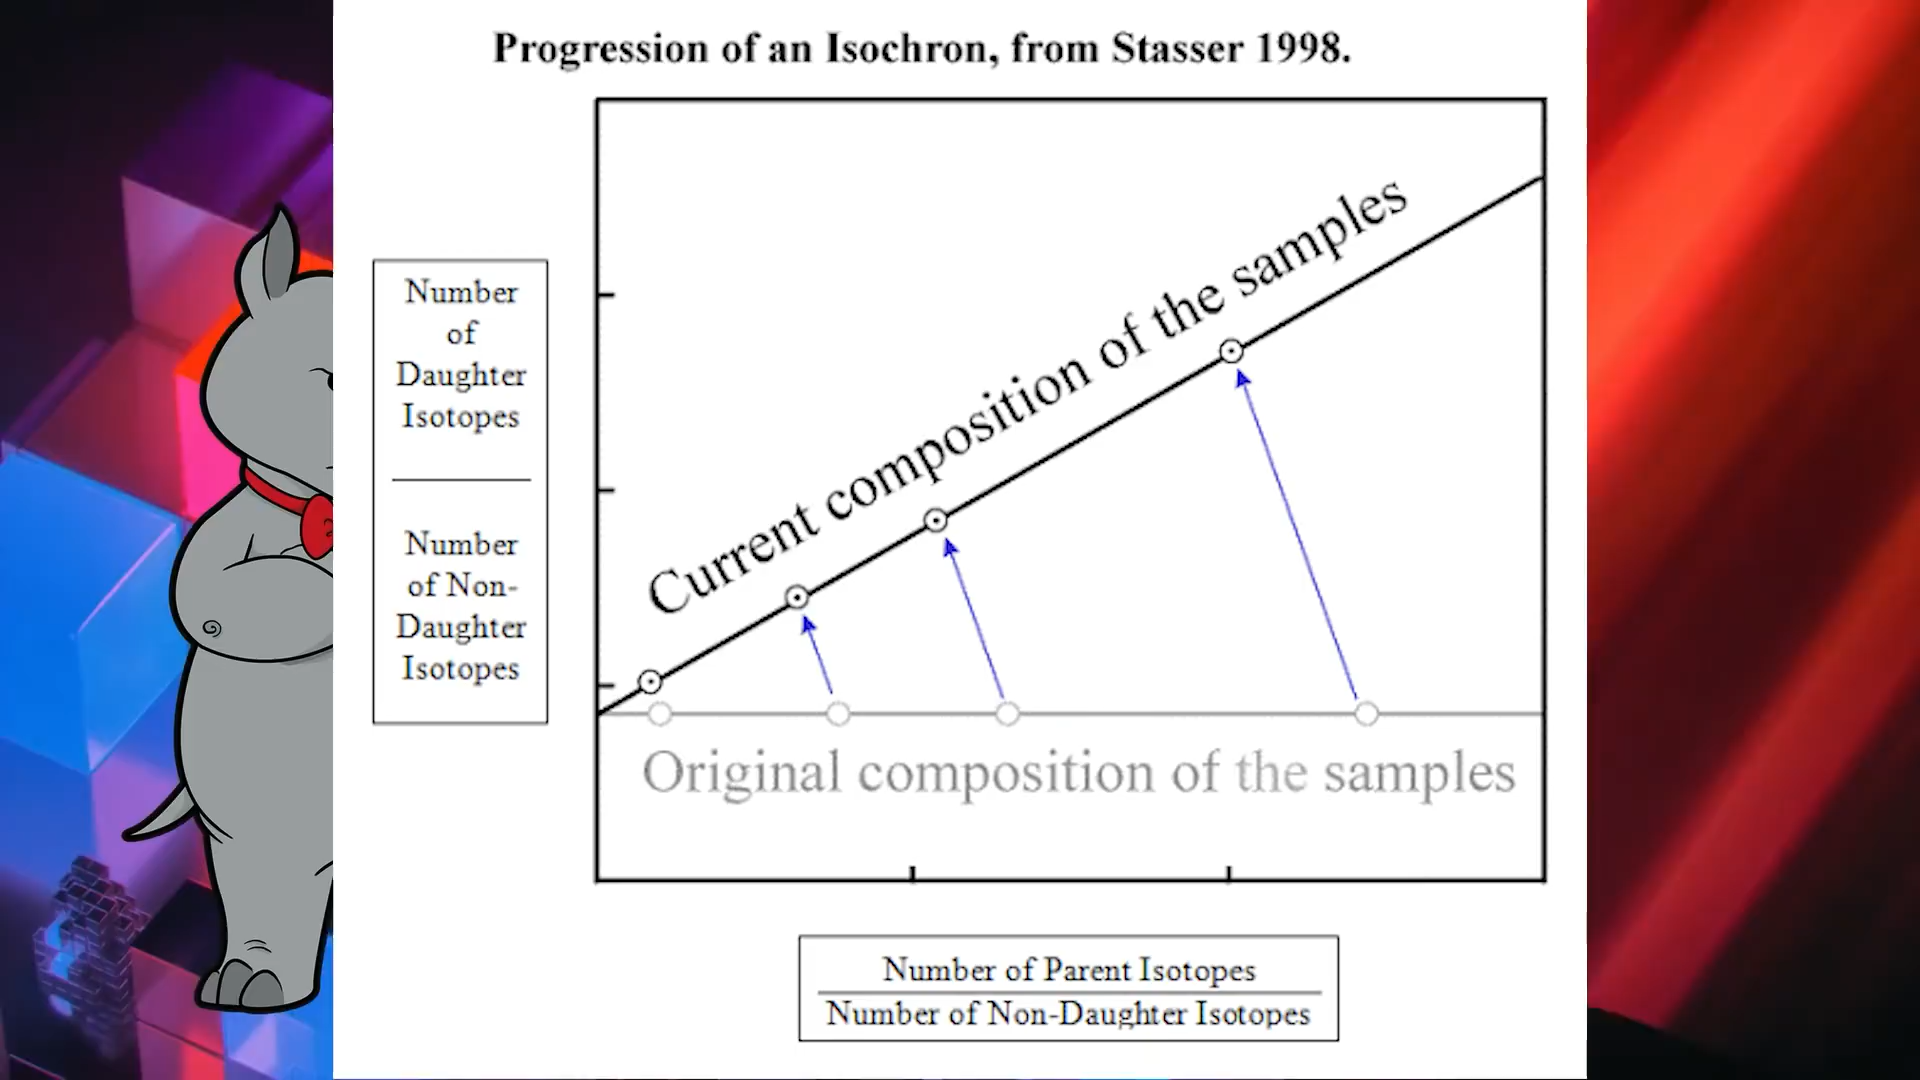 Progression of an Isochron, from Stasser 1998.
Number
of
Daughter
Isotopes
Number
of Non-
Daughter
Isotopes
Current composition of the samples
Original composition of the samples
Number of Parent Isotopes
Number of Non-Daughter Isotopes